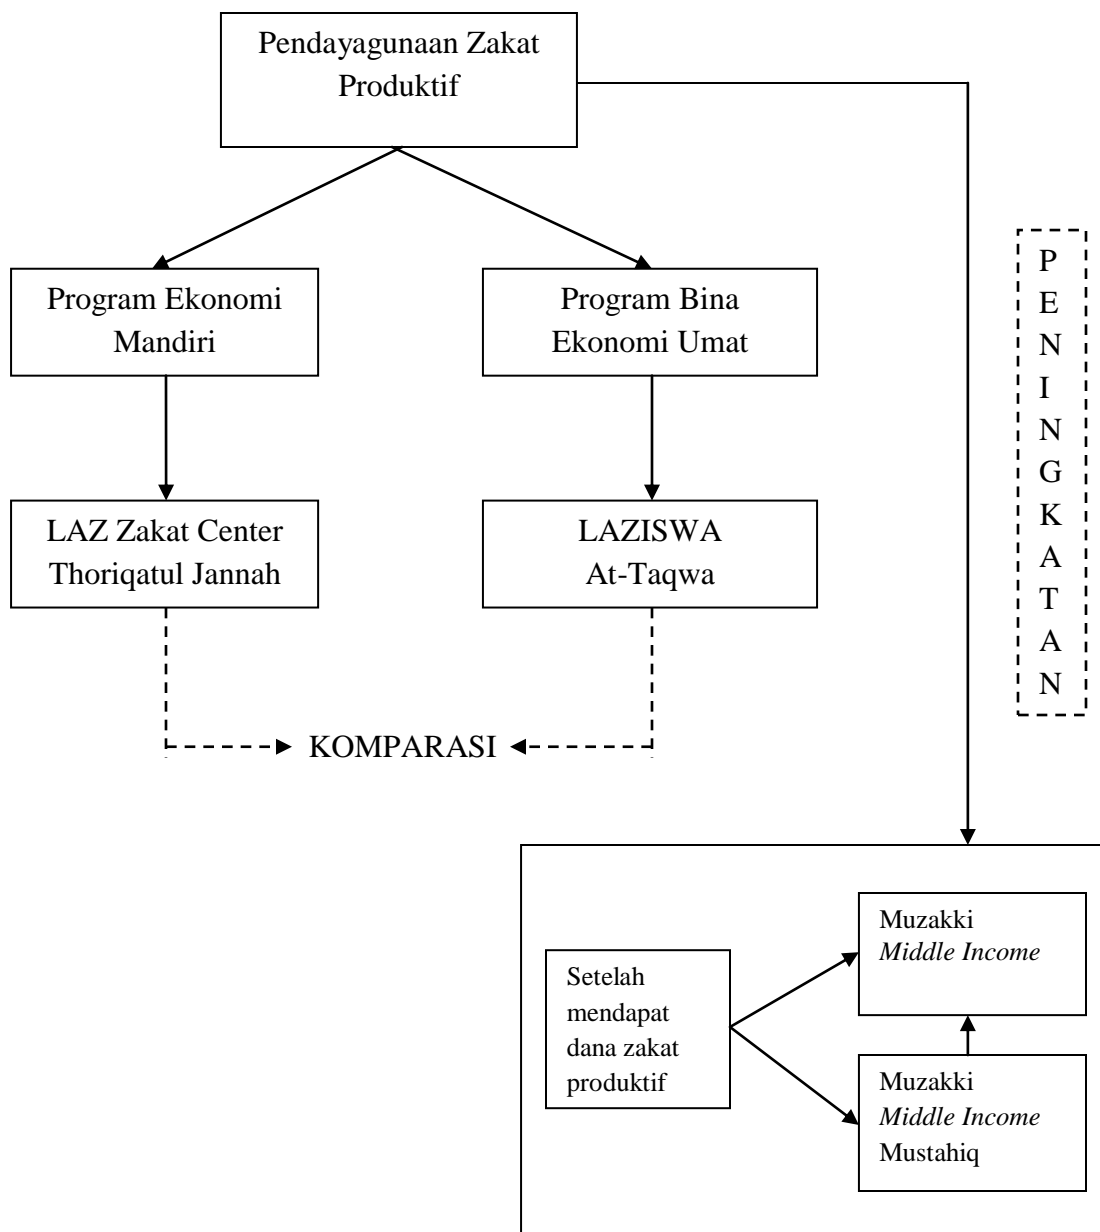 Pendayagunaan Zakat
Produktif
Program Ekonomi
Mandiri
Program Bina
Ekonomi Umat
LAZ Zakat Center
Thoriqatul Jannah
LAZISWA
At-Taqwa
KOMPARASI
P
E
N
I
N
G
K
A
T
A
N
Setelah
mendapat
dana zakat
produktif
Muzakki
Middle Income
Muzakki
Middle Income
Mustahiq